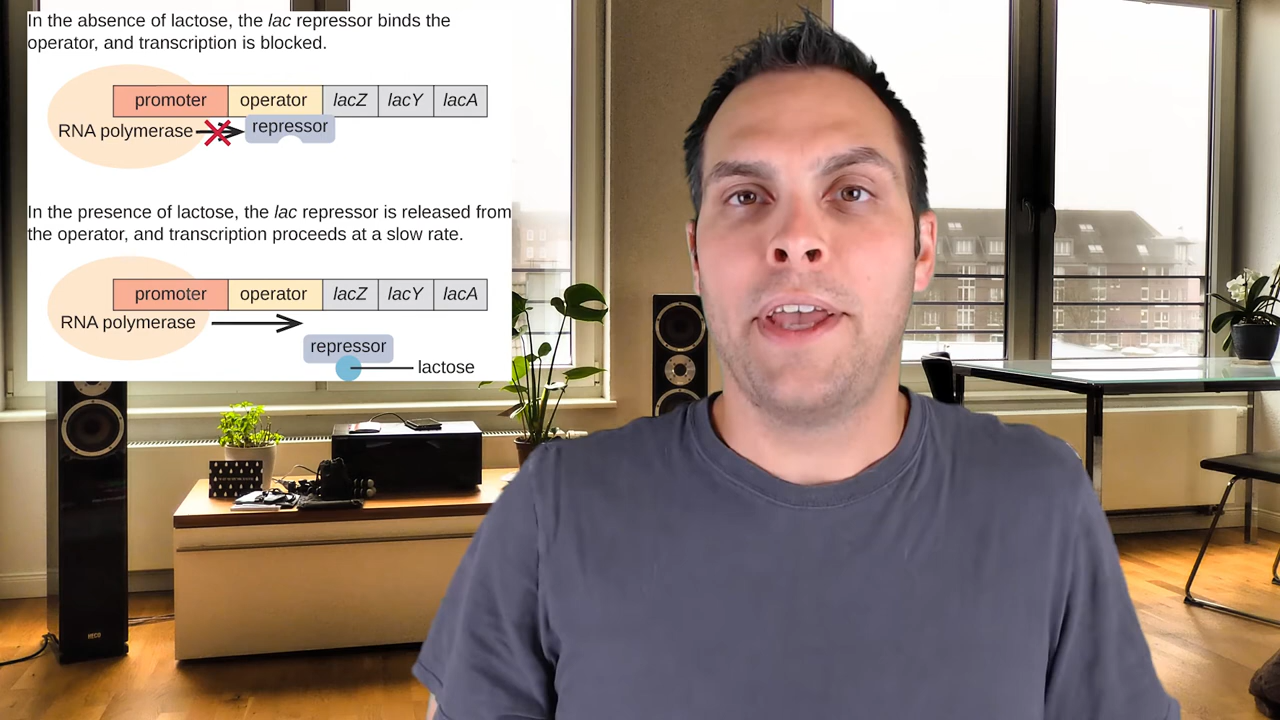 In the absence of lactose, the lac repressor binds the
operator, and transcription is blocked.
promoter operator lacZ lacY lacA
RNA polymerase repressor
In the presence of lactose, the lac repressor is released from
the operator, and transcription proceeds at a slow rate.
promoter operator lacZ lacY lacA
RNA polymerase
repressor
lactose